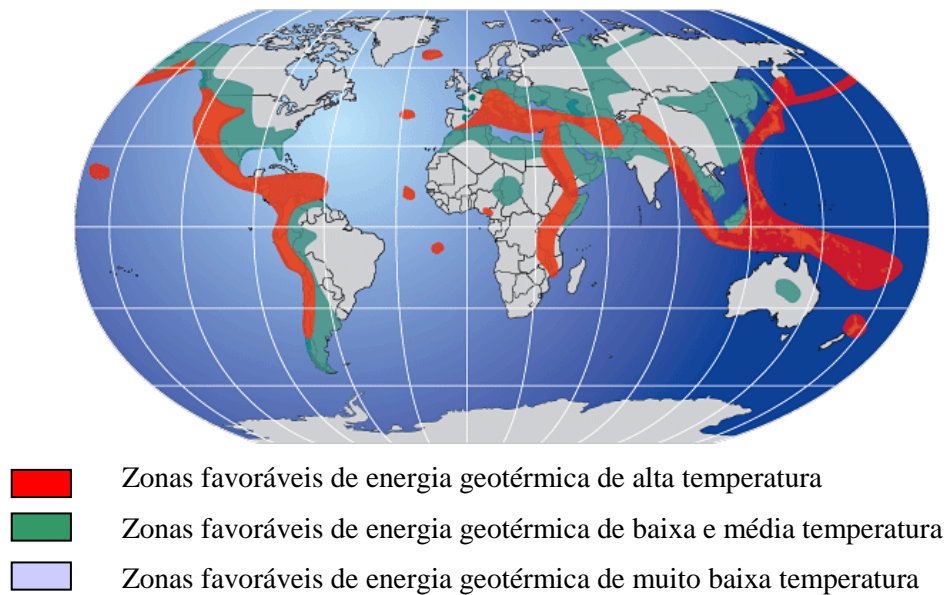 Zonas favoráveis de energia geotérmica de alta temperatura
Zonas favoráveis de energia geotérmica de baixa e média temperatura
Zonas favoráveis de energia geotérmica de muito baixa temperatura